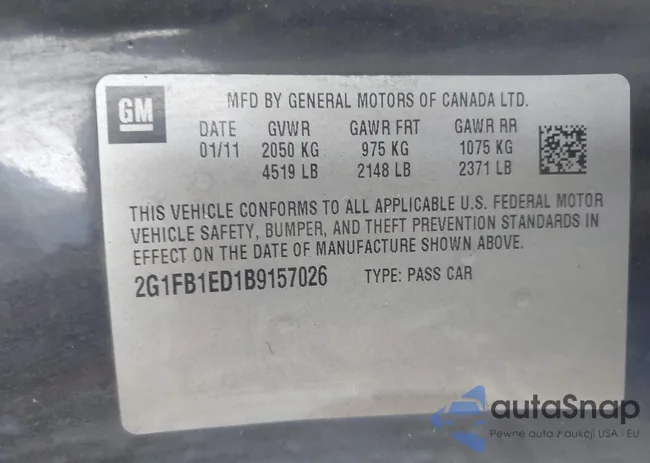 GM
MFD BY GENERAL MOTORS OF CANADA LTD.
DATE GVWR GAWR FRT GAWR RR
01/11 2050 KG 975 KG 1075 KG
4519 LB 2148 LB 2371 LB
THIS VEHICLE CONFORMS TO ALL APPLICABLE U.S. FEDERAL MOTOR
VEHICLE SAFETY, BUMPER, AND THEFT PREVENTION STANDARDS IN
EFFECT ON THE DATE OF MANUFACTURE SHOWN ABOVE.
2G1FB1ED1B9157026 TYPE: PASS CAR
autaSnap
Pewne auta z aukcji USA i EU